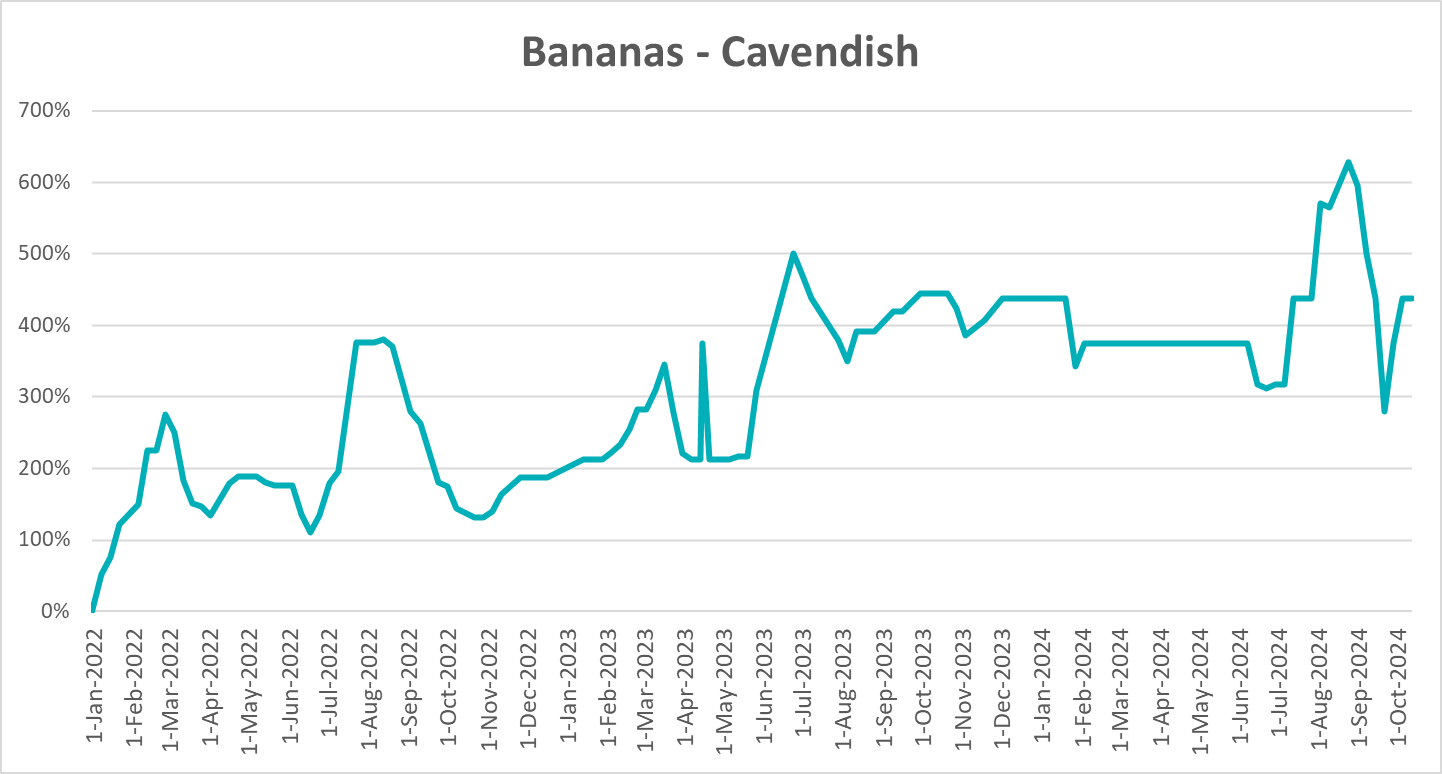 Bananas - Cavendish
700%
600%
500%
400%
300%
200%
100%
0%
1-Jan-2022
1-Feb-2022
1-Mar-2022
1-Apr-2022
1-May-2022
1-Jun-2022
1-Jul-2022
1-Aug-2022
1-Sep-2022
1-Oct-2022
1-Nov-2022
1-Dec-2022
1-Jan-2023
1-Feb-2023
1-Mar-2023
1-Apr-2023
1-May-2023
1-Jun-2023
1-Jul-2023
1-Aug-2023
1-Sep-2023
1-Oct-2023
1-Nov-2023
1-Dec-2023
1-Jan-2024
1-Feb-2024
1-Mar-2024
1-Apr-2024
1-May-2024
1-Jun-2024
1-Jul-2024
1-Aug-2024
1-Sep-2024
1-Oct-2024